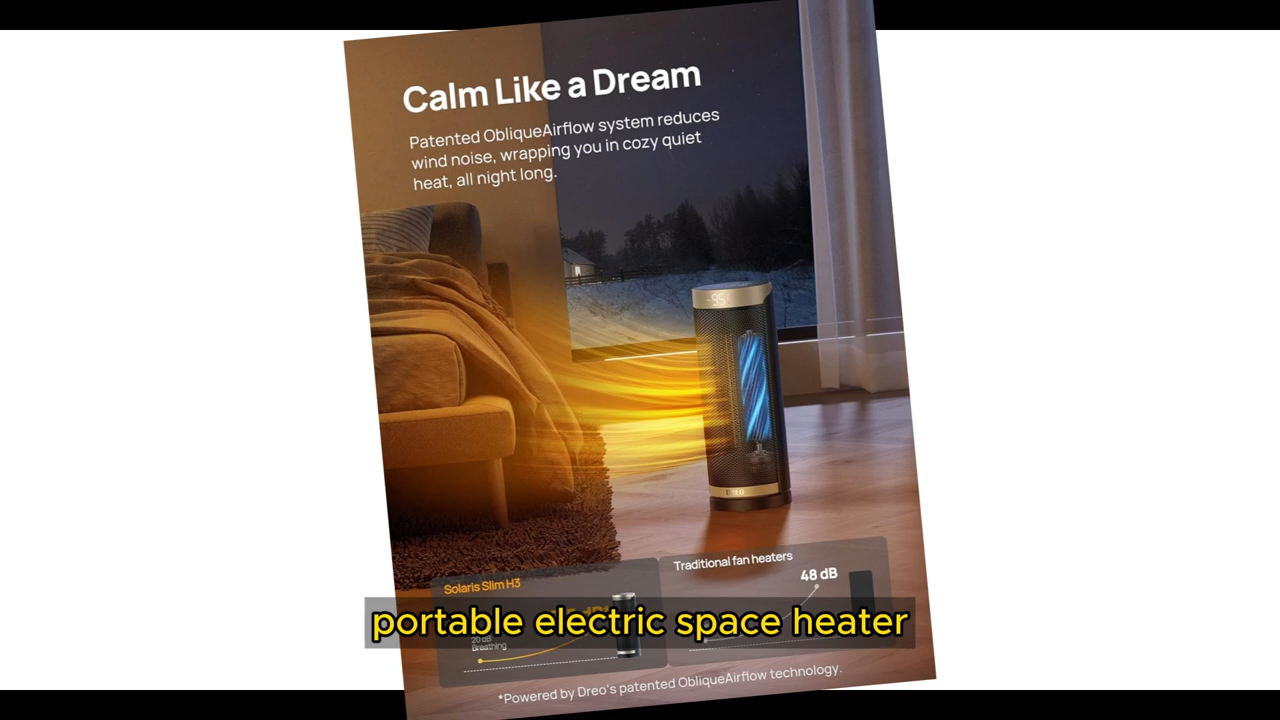 Calm Like a Dream
Patented ObliqueAirflow system reduces
wind noise, wrapping you in cozy quiet
heat, all night long.
95
Solaris Slim H3
Traditional fan heaters
48 dB
20 dB
Breathing
portable electric space heater
*Powered by Dreo's patented ObliqueAirflow technology.